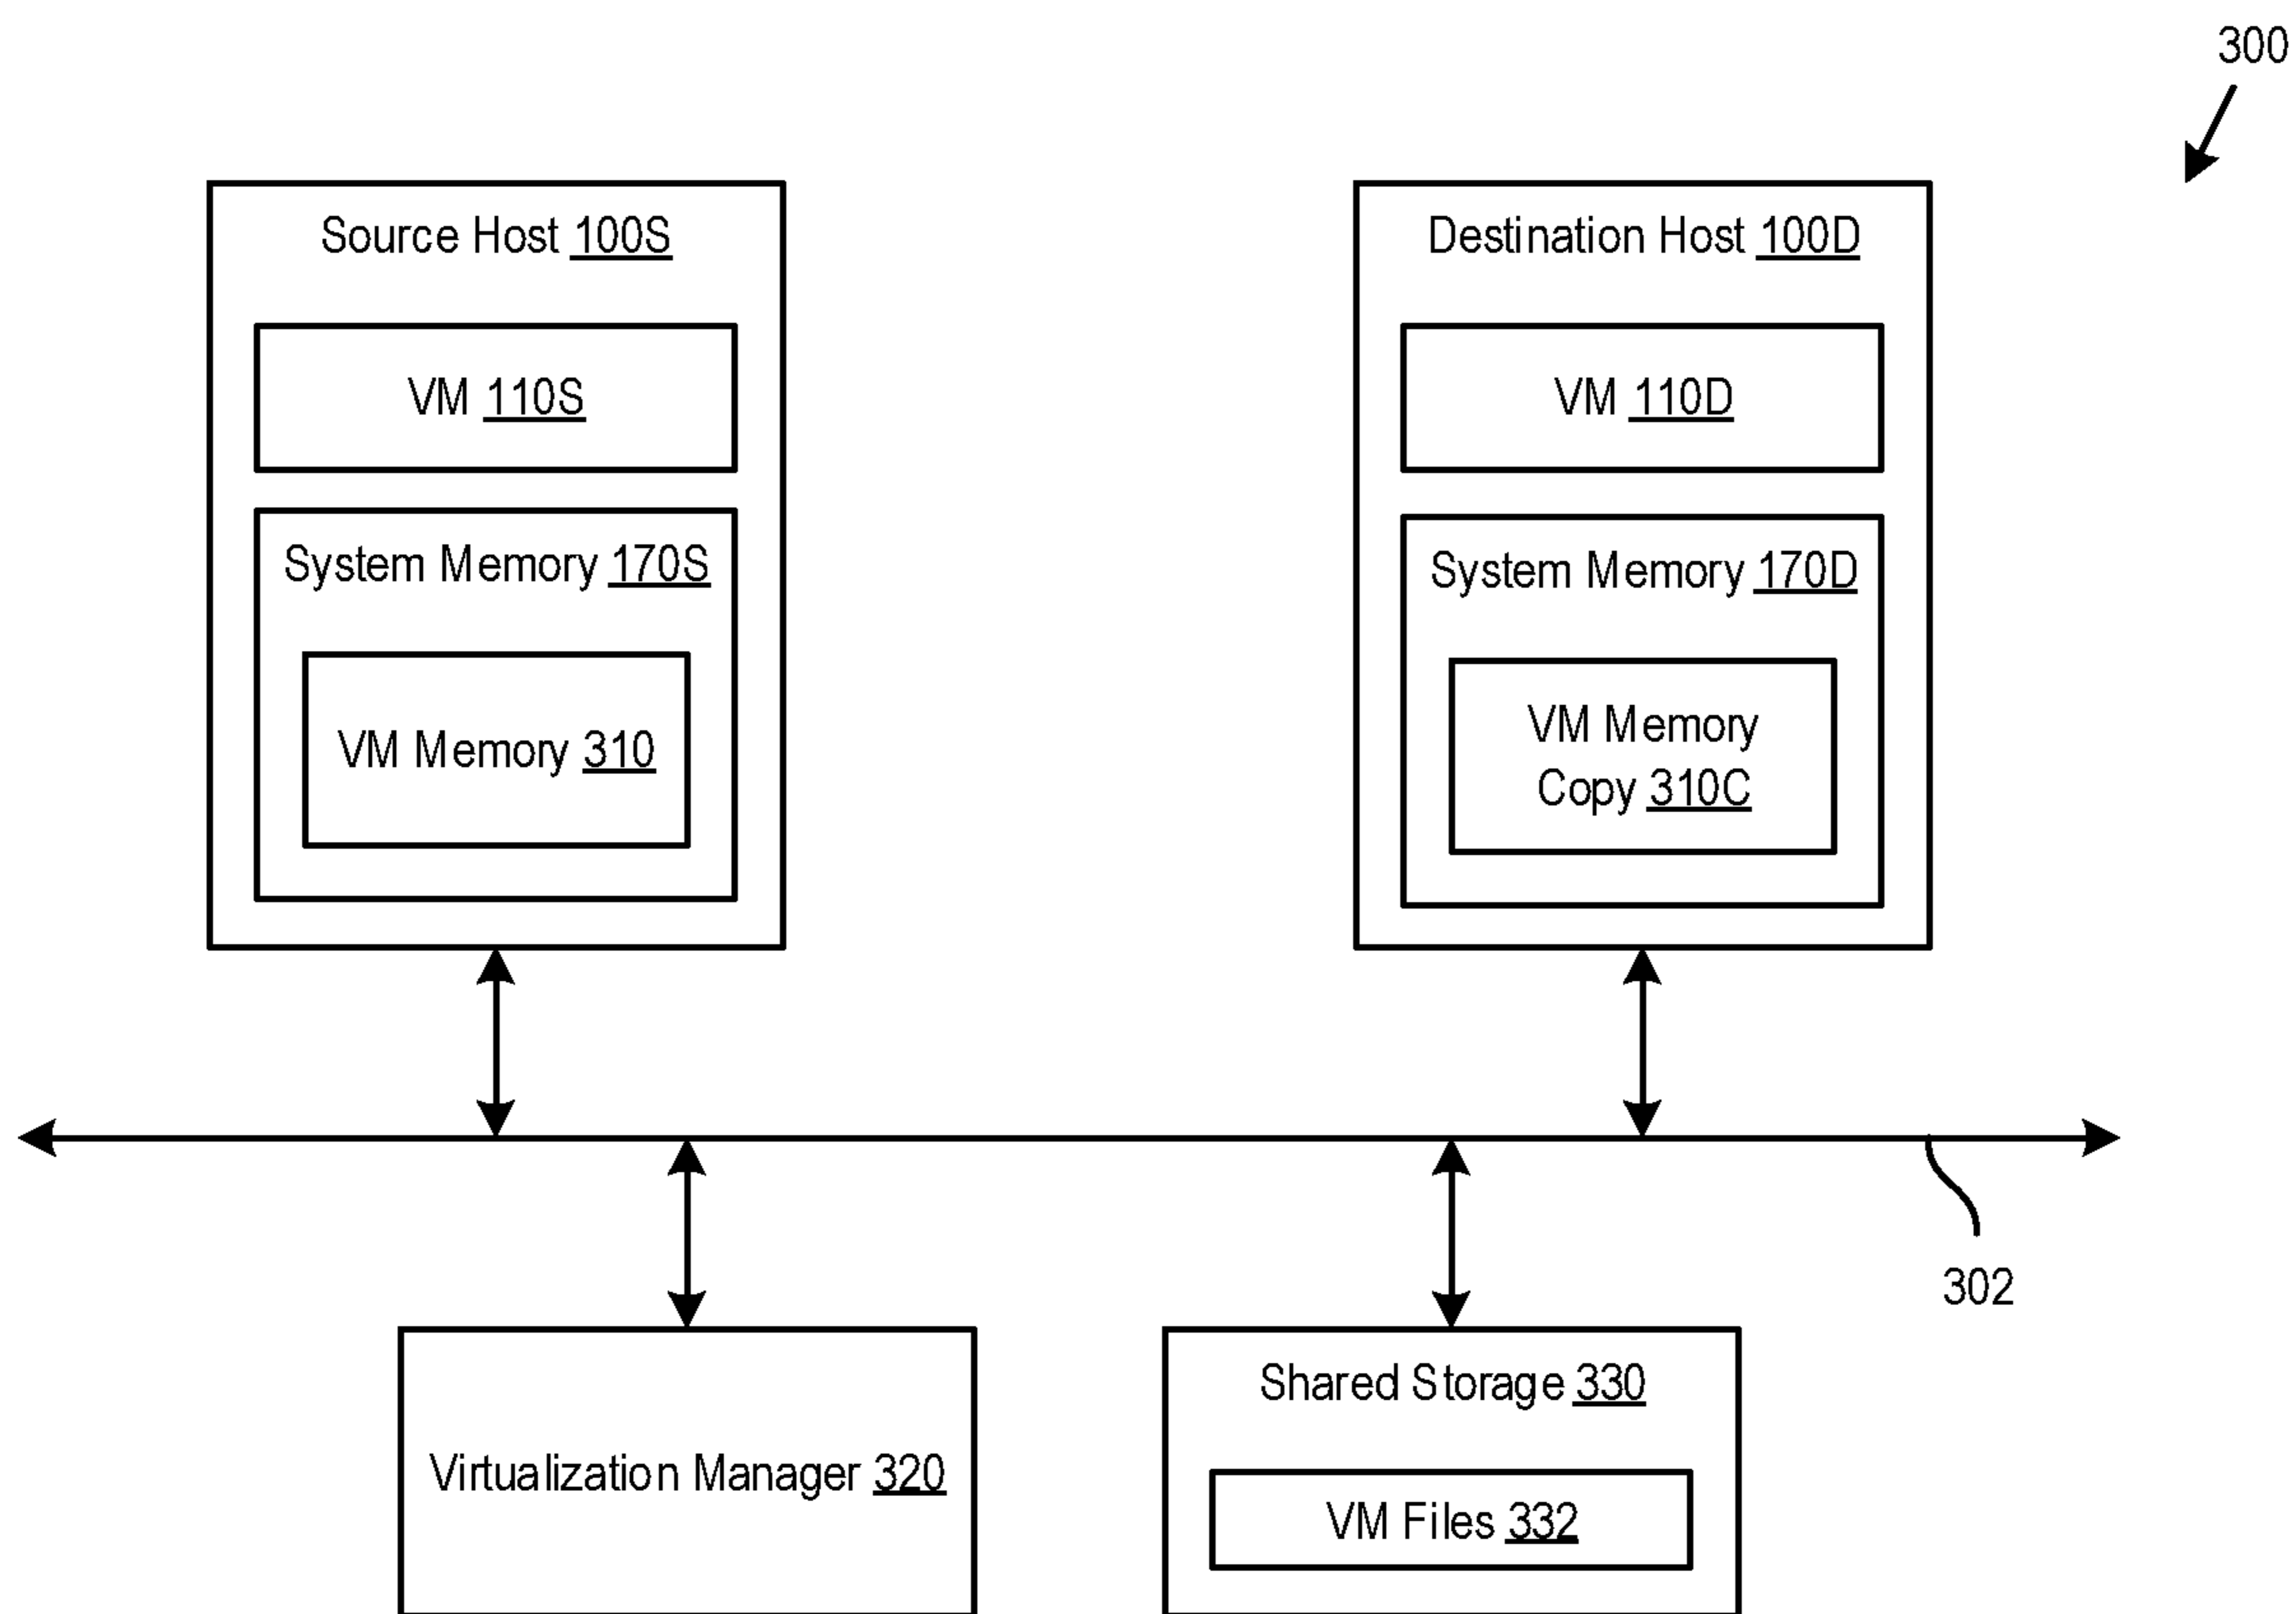 300
Source Host 100S
VM 110S
System Memory 170S
VM Memory 310
Destination Host 100D
VM 110D
System Memory 170D
VM Memory
Copy 310C
302
Virtualization Manager 320
Shared Storage 330
VM Files 332